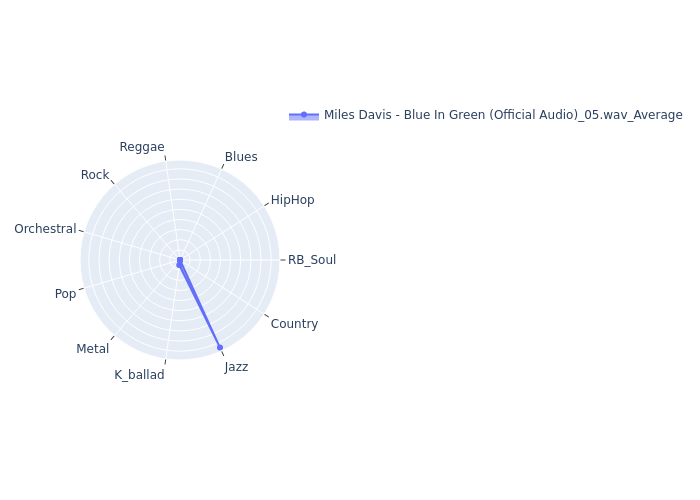 Miles Davis - Blue In Green (Official Audio)_05.wav_Average
Reggae
Blues
Rock
HipHop
Orchestral
RB_Soul
Pop
Country
Metal
Jazz
K_ballad